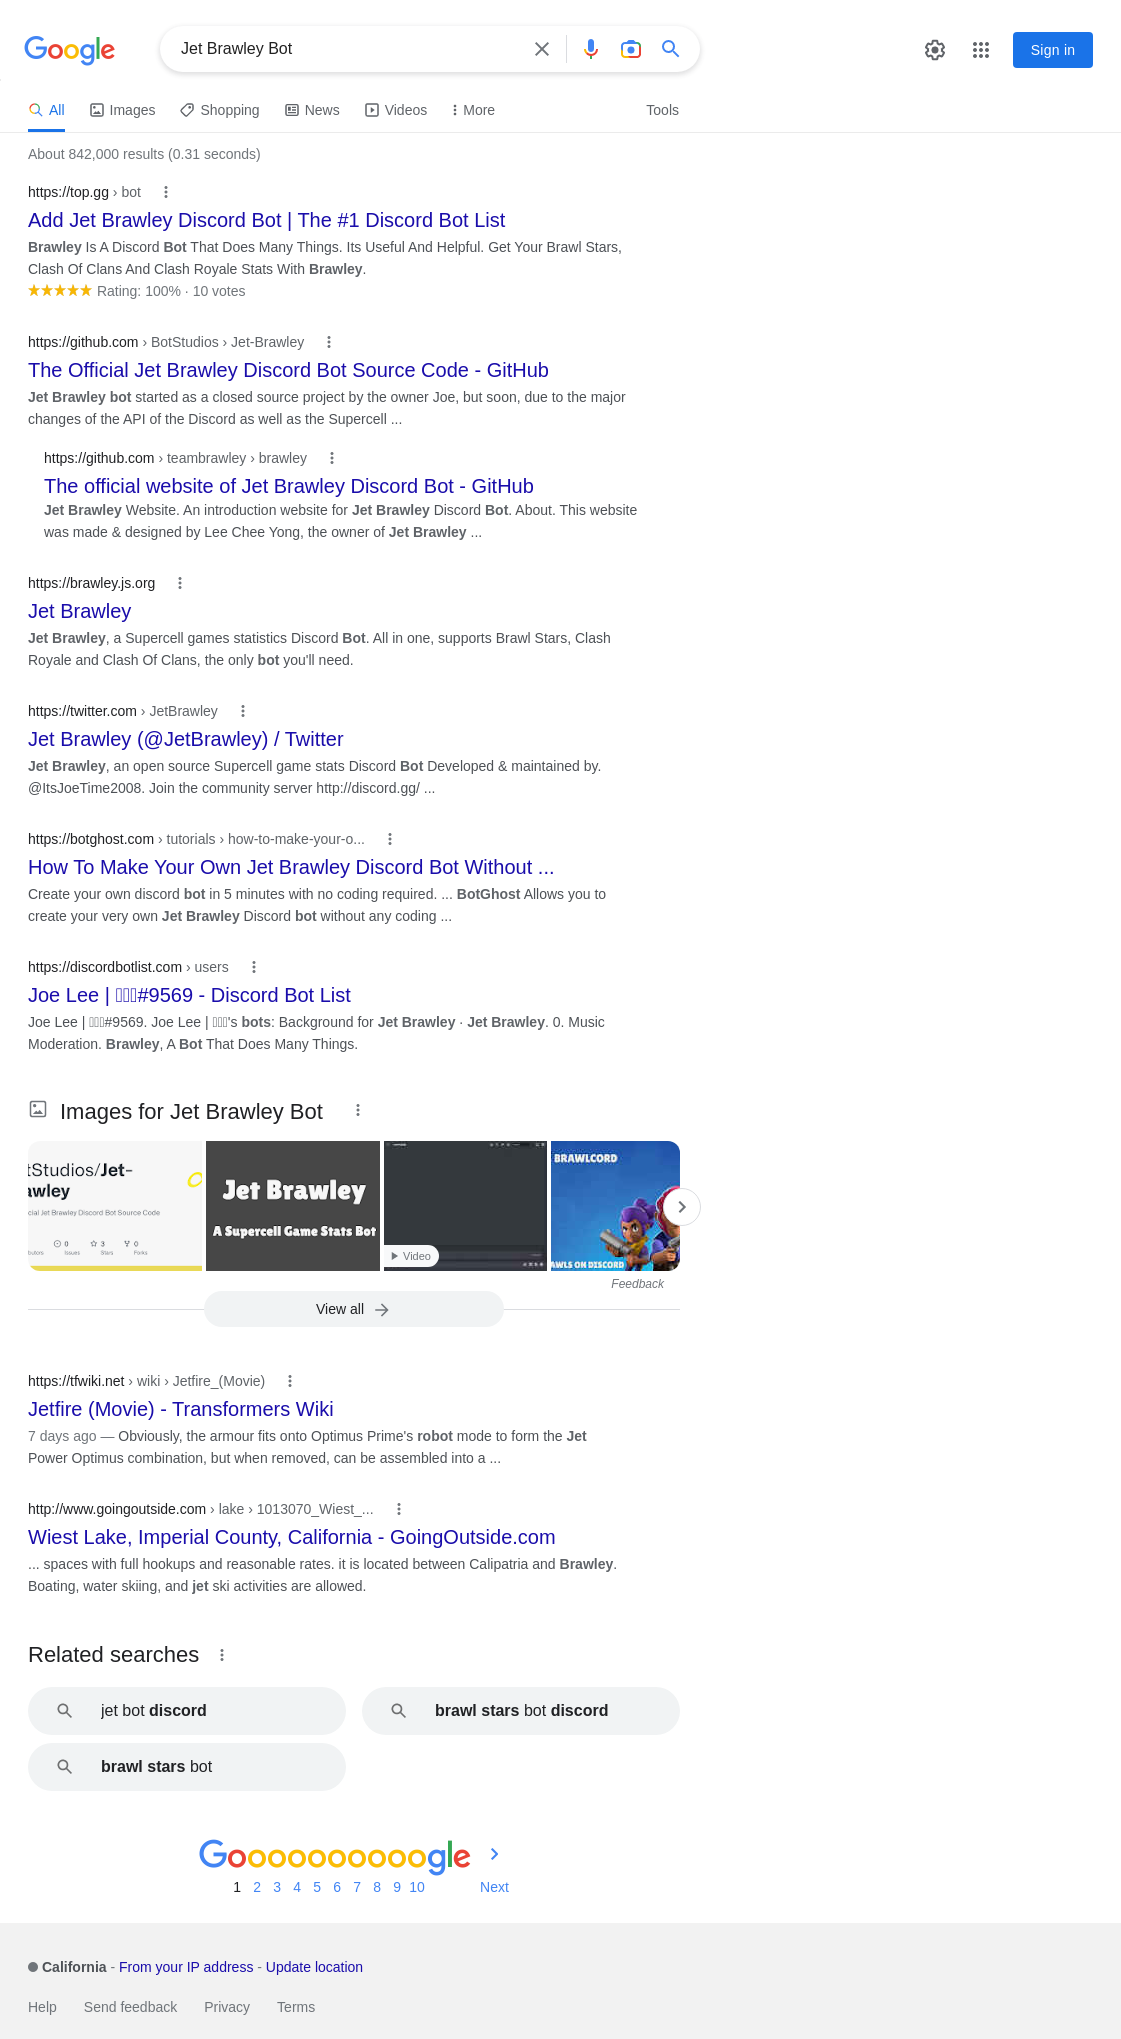 Google
Jet Brawley Bot
Sign in
All Images Shopping News Videos More Tools
About 842,000 results (0.31 seconds)
https://top.gg › bot
Add Jet Brawley Discord Bot | The #1 Discord Bot List
Brawley Is A Discord Bot That Does Many Things. Its Useful And Helpful. Get Your Brawl Stars,
Clash Of Clans And Clash Royale Stats With Brawley.
Rating: 100% · 10 votes
https://github.com › BotStudios › Jet-Brawley
The Official Jet Brawley Discord Bot Source Code - GitHub
Jet Brawley bot started as a closed source project by the owner Joe, but soon, due to the major
changes of the API of the Discord as well as the Supercell ...
https://github.com › teambrawley › brawley
The official website of Jet Brawley Discord Bot - GitHub
Jet Brawley Website. An introduction website for Jet Brawley Discord Bot. About. This website
was made & designed by Lee Chee Yong, the owner of Jet Brawley ...
https://brawley.js.org
Jet Brawley
Jet Brawley, a Supercell games statistics Discord Bot. All in one, supports Brawl Stars, Clash
Royale and Clash Of Clans, the only bot you'll need.
https://twitter.com › JetBrawley
Jet Brawley (@JetBrawley) / Twitter
Jet Brawley, an open source Supercell game stats Discord Bot Developed & maintained by.
@ItsJoeTime2008. Join the community server http://discord.gg/ ...
https://botghost.com › tutorials › how-to-make-your-o...
How To Make Your Own Jet Brawley Discord Bot Without ...
Create your own discord bot in 5 minutes with no coding required. ... BotGhost Allows you to
create your very own Jet Brawley Discord bot without any coding ...
https://discordbotlist.com › users
Joe Lee | #9569 - Discord Bot List
Joe Lee | #9569. Joe Lee | 's bots: Background for Jet Brawley · Jet Brawley. 0. Music
Moderation. Brawley, A Bot That Does Many Things.
Images for Jet Brawley Bot
tStudios/Jet-
awley
cial Jet Brawley Discord Bot Source Code
0 3 0
Issues Stars Forks
Jet Brawley
A Supercell Game Stats Bot
Video
BRAWLCORD
AWLS ON DISCORD
Feedback
View all
https://tfwiki.net › wiki › Jetfire_(Movie)
Jetfire (Movie) - Transformers Wiki
7 days ago — Obviously, the armour fits onto Optimus Prime's robot mode to form the Jet
Power Optimus combination, but when removed, can be assembled into a ...
http://www.goingoutside.com › lake › 1013070_Wiest_...
Wiest Lake, Imperial County, California - GoingOutside.com
... spaces with full hookups and reasonable rates. it is located between Calipatria and Brawley.
Boating, water skiing, and jet ski activities are allowed.
Related searches
jet bot discord
brawl stars bot discord
brawl stars bot
Goooooooooogle
1 2 3 4 5 6 7 8 9 10 Next
California - From your IP address - Update location
Help Send feedback Privacy Terms